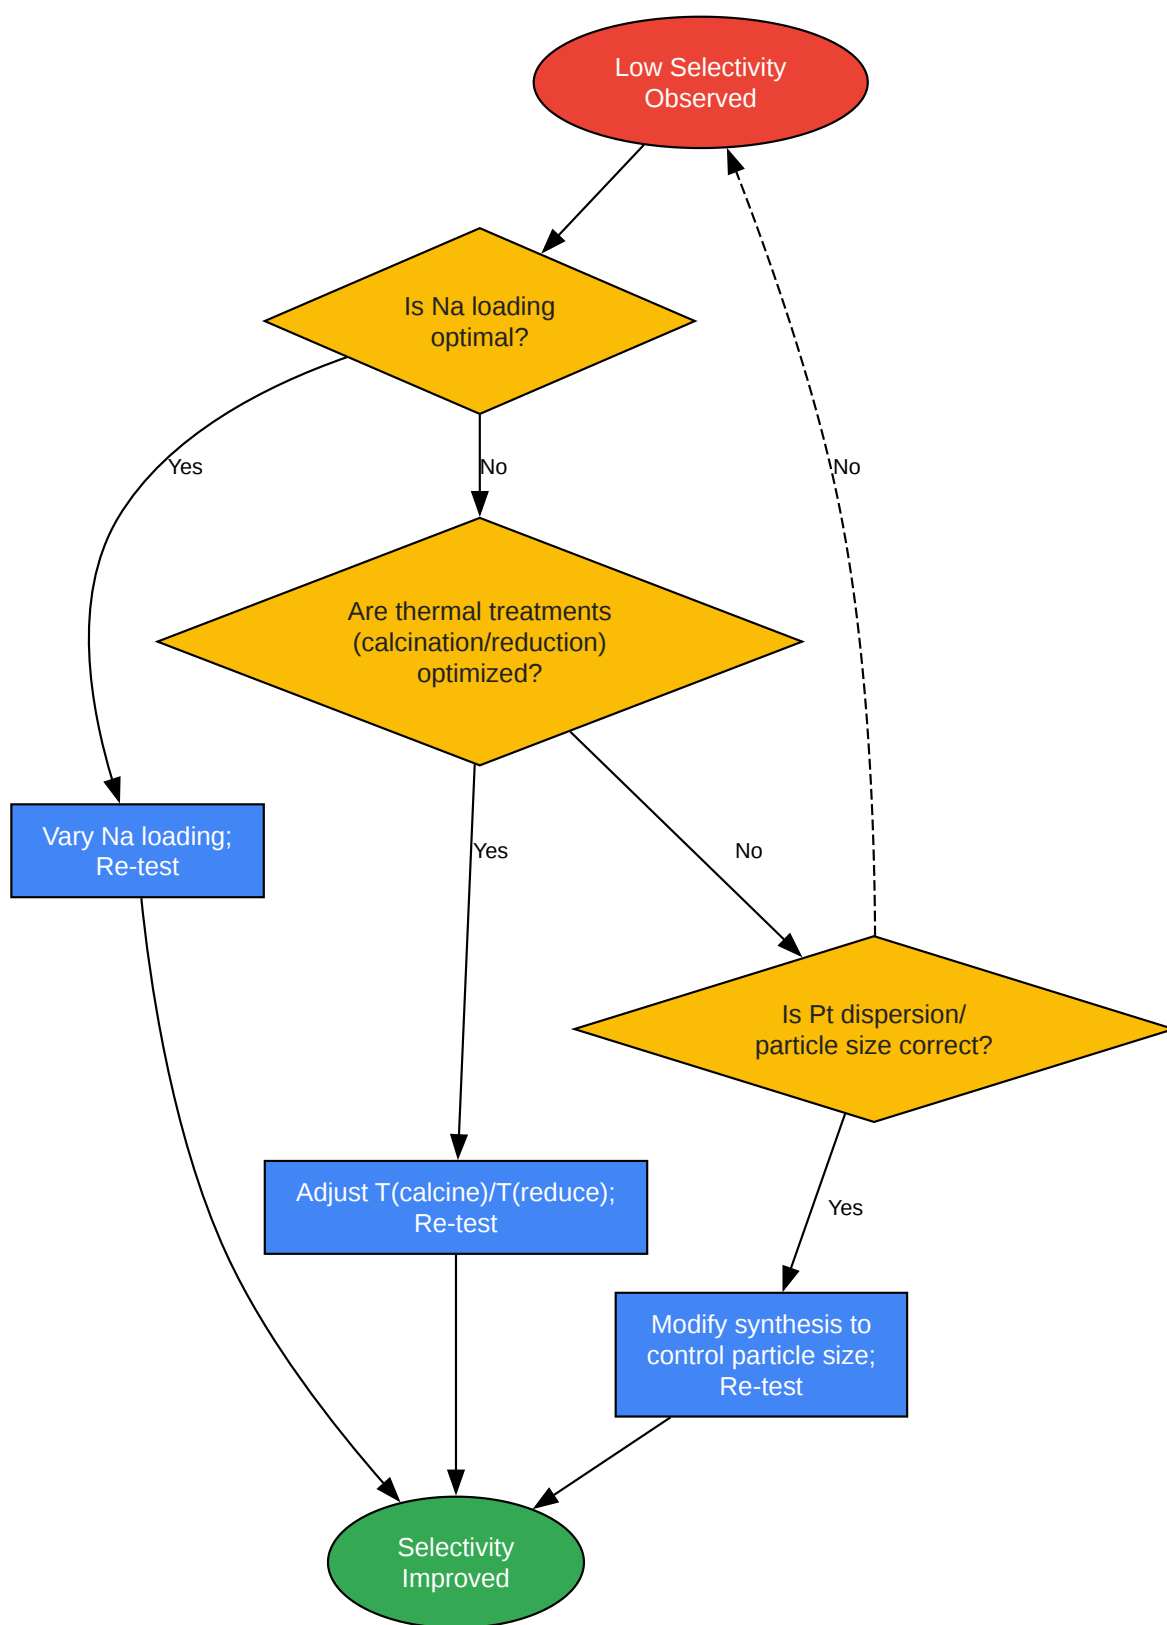 Low Selectivity
Observed
Is Na loading
optimal?
Yes
No
No
Are thermal treatments
(calcination/reduction)
optimized?
Vary Na loading;
Re-test
Yes
No
Is Pt dispersion/
particle size correct?
Adjust T(calcine)/T(reduce);
Re-test
Yes
Modify synthesis to
control particle size;
Re-test
Selectivity
Improved